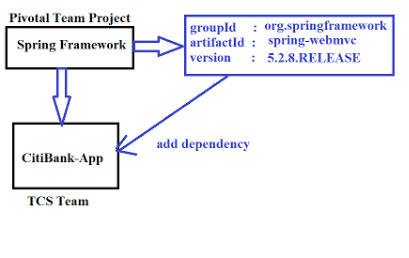 Pivotal Team Project
Spring Framework
groupId : org.springframework
artifactId : spring-webmvc
version : 5.2.8.RELEASE
CitiBank-App
add dependency
TCS Team